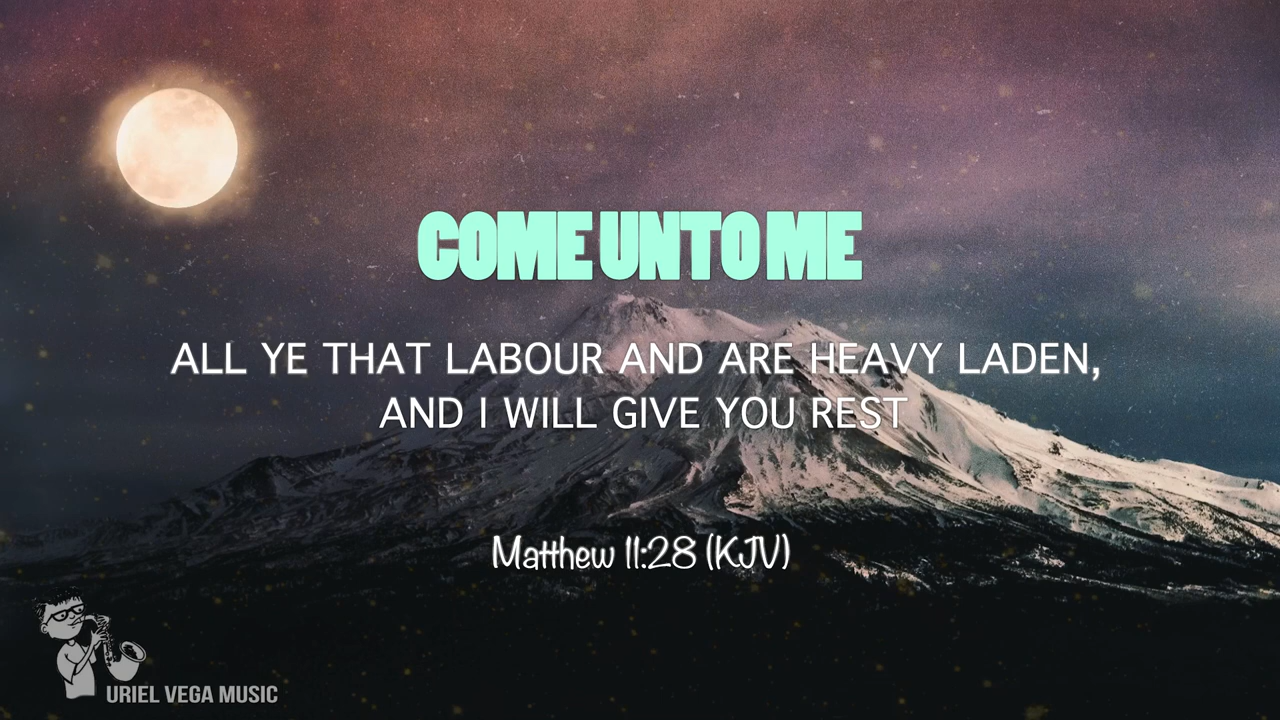 COME UNTO ME
ALL YE THAT LABOUR AND ARE HEAVY LADEN,
AND I WILL GIVE YOU REST
Matthew 11:28 (KJV)
URIEL VEGA MUSIC